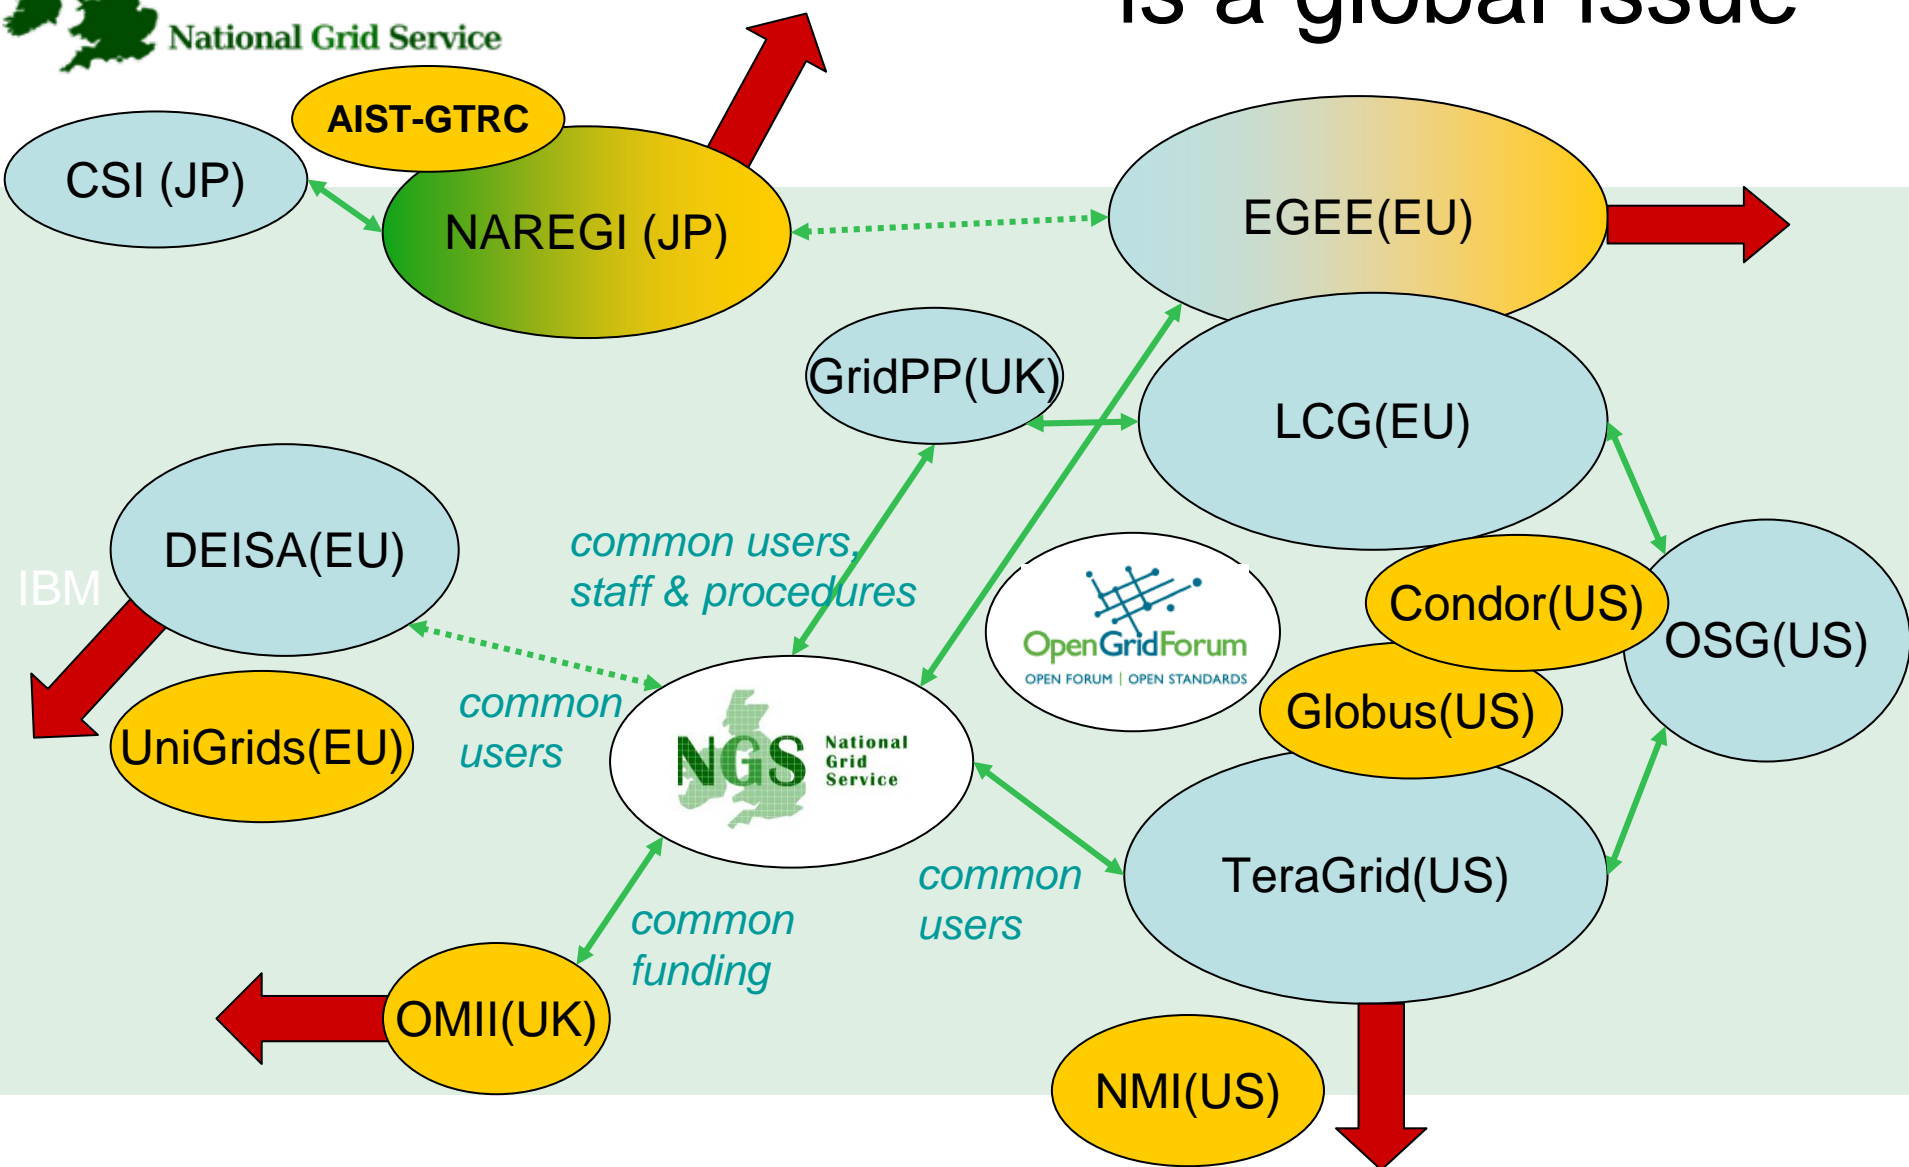 is a global issue
National Grid Service
AIST-GTRC
CSI (JP)
NAREGI (JP)
EGEE(EU)
GridPP(UK)
LCG(EU)
DEISA(EU)
IBM
common users,
staff & procedures
Condor(US)
OSG(US)
OpenGridForum
OPEN FORUM | OPEN STANDARDS
Globus(US)
UniGrids(EU)
common
users
NGS
National
Grid
Service
TeraGrid(US)
common
users
common
funding
OMII(UK)
NMI(US)